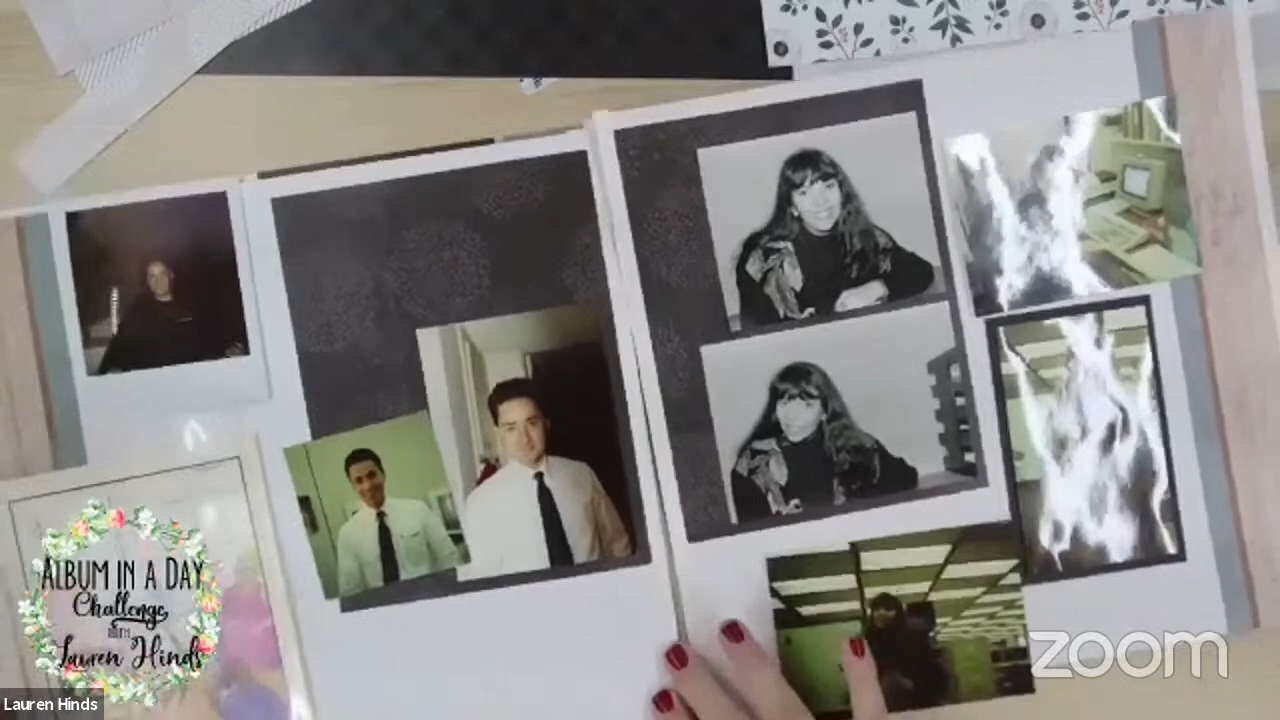 ALBUM IN A DAY
Challenge
WITH
Lauren Hinds
Lauren Hinds
zoom